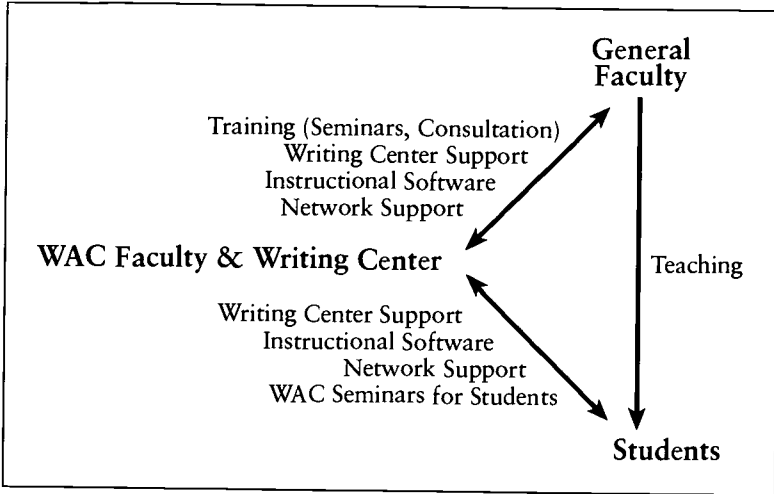 General
Faculty
Training (Seminars, Consultation)
Writing Center Support
Instructional Software
Network Support
WAC Faculty & Writing Center
Teaching
Writing Center Support
Instructional Software
Network Support
WAC Seminars for Students
Students